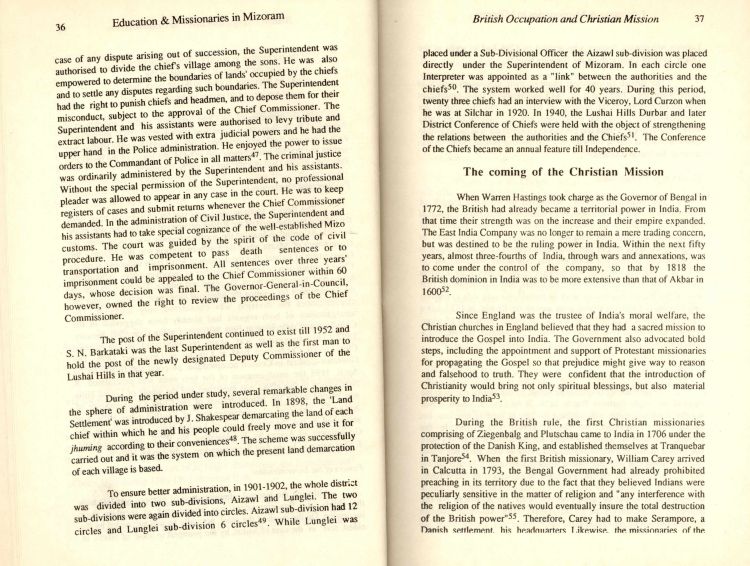 36
Education & Missionaries in Mizoram
case of any dispute arising out of succession, the Superintendent was
authorised to divide the chief's village among the sons. He was also
empowered to determine the boundaries of lands' occupied by the chiefs
and to settle any disputes regarding such boundaries. The Superintendent
had the right to punish chiefs and headmen, and to depose them for their
misconduct, subject to the approval of the Chief Commissioner. The
Superintendent and his assistants were authorised to levy tribute and
extract labour. He was vested with extra judicial powers and he had the
upper hand in the Police administration. He enjoyed the power to issue
orders to the Commandant of Police in all matters47. The criminal justice
was ordinarily administered by the Superintendent and his assistants.
Without the special permission of the Superintendent, no professional
pleader was allowed to appear in any case in the court. He was to keep
registers of cases and submit returns whenever the Chief Commissioner
demanded. In the administration of Civil Justice, the Superintendent and
his assistants had to take special cognizance of the well-established Mizo
customs. The court was guided by the spirit of the code of civil
procedure. He was competent to pass death sentences or to
transportation and imprisonment. All sentences over three years'
imprisonment could be appealed to the Chief Commissioner within 60
days, whose decision was final. The Governor-General-in-Council,
however, owned the right to review the proceedings of the Chief
Commissioner.
The post of the Superintendent continued to exist till 1952 and
S. N. Barkataki was the last Superintendent as well as the first man to
hold the post of the newly designated Deputy Commissioner of the
Lushai Hills in that year.
During the period under study, several remarkable changes in
the sphere of administration were introduced. In 1898, the 'Land
Settlement' was introduced by J. Shakespear demarcating the land of each
chief within which he and his people could freely move and use it for
jhuming according to their conveniences48. The scheme was successfully
carried out and it was the system on which the present land demarcation
of each village is based.
To ensure better administration, in 1901-1902, the whole district
was divided into two sub-divisions, Aizawl and Lunglei. The two
sub-divisions were again divided into circles. Aizawl sub-division had 12
circles and Lunglei sub-division 6 circles49. While Lunglei was
British Occupation and Christian Mission
37
placed under a Sub-Divisional Officer the Aizawl sub-division was placed
directly under the Superintendent of Mizoram. In each circle one
Interpreter was appointed as a "link" between the authorities and the
chiefs50. The system worked well for 40 years. During this period,
twenty three chiefs had an interview with the Viceroy, Lord Curzon when
he was at Silchar in 1920. In 1940, the Lushai Hills Durbar and later
District Conference of Chiefs were held with the object of strengthening
the relations between the authorities and the Chiefs51. The Conference
of the Chiefs became an annual feature till Independence.
The coming of the Christian Mission
When Warren Hastings took charge as the Governor of Bengal in
1772, the British had already became a territorial power in India. From
that time their strength was on the increase and their empire expanded.
The East India Company was no longer to remain a mere trading concern,
but was destined to be the ruling power in India. Within the next fifty
years, almost three-fourths of India, through wars and annexations, was
to come under the control of the company, so that by 1818 the
British dominion in India was to be more extensive than that of Akbar in
160052.
Since England was the trustee of India's moral welfare, the
Christian churches in England believed that they had a sacred mission to
introduce the Gospel into India. The Government also advocated bold
steps, including the appointment and support of Protestant missionaries
for propagating the Gospel so that prejudice might give way to reason
and falsehood to truth. They were confident that the introduction of
Christianity would bring not only spiritual blessings, but also material
prosperity to India53.
During the British rule, the first Christian missionaries
comprising of Ziegenbalg and Plutschau came to India in 1706 under the
protection of the Danish King, and established themselves at Tranquebar
in Tanjore54. When the first British missionary, William Carey arrived
in Calcutta in 1793, the Bengal Government had already prohibited
preaching in its territory due to the fact that they believed Indians were
peculiarly sensitive in the matter of religion and "any interference with
the religion of the natives would eventually insure the total destruction
of the British power"55. Therefore, Carey had to make Serampore, a
Danish settlement, his headquarters Likewise, the missionaries of the